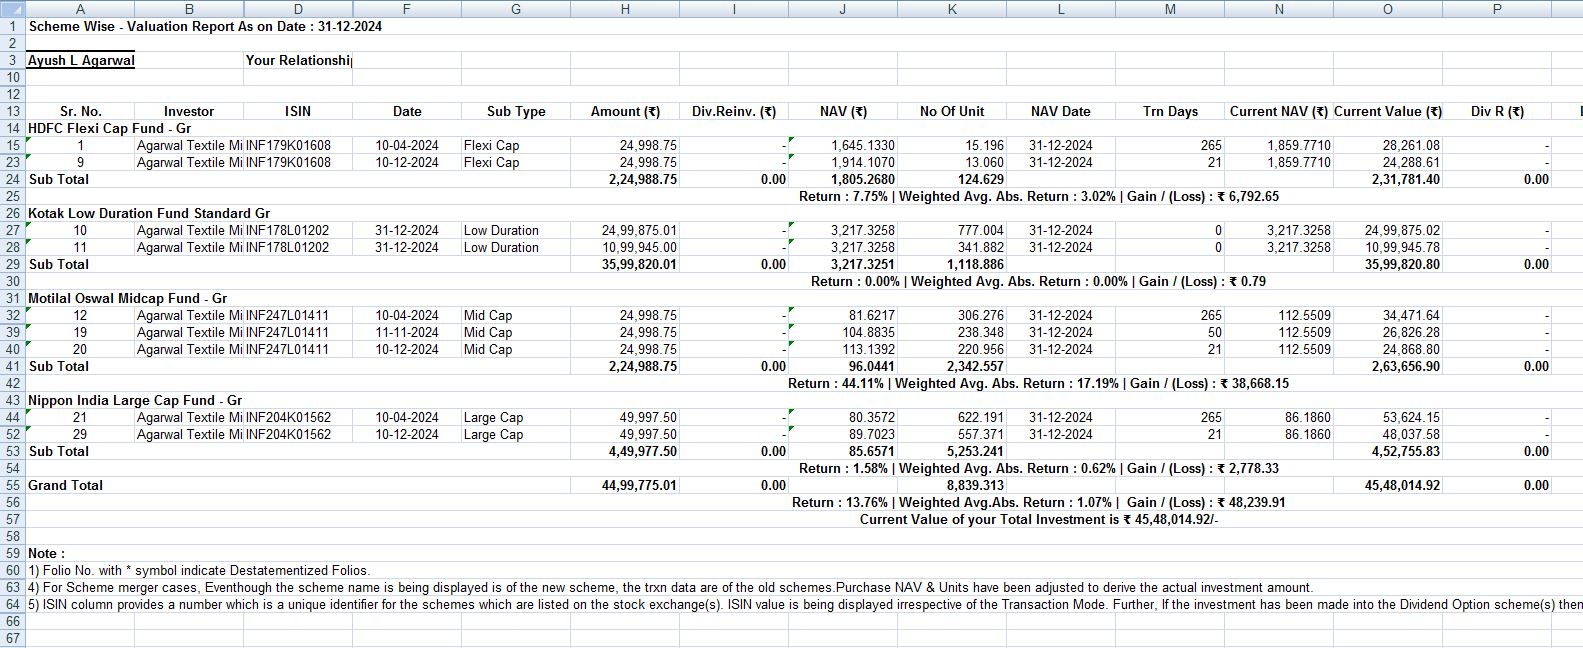 A B D F G H I J K L M N O P
1 Scheme Wise - Valuation Report As on Date : 31-12-2024
2
3 Ayush L Agarwal Your Relationshi
10
12
13 Sr. No. Investor ISIN Date Sub Type Amount (₹) Div.Reinv. (₹) NAV (₹) No Of Unit NAV Date Trn Days Current NAV (₹) Current Value (₹) Div R (₹)
14 HDFC Flexi Cap Fund - Gr
15 1 Agarwal Textile Mi INF179K01608 10-04-2024 Flexi Cap 24,998.75 - 1,645.1330 15.196 31-12-2024 265 1,859.7710 28,261.08 -
23 9 Agarwal Textile Mi INF179K01608 10-12-2024 Flexi Cap 24,998.75 - 1,914.1070 13.060 31-12-2024 21 1,859.7710 24,288.61 -
24 Sub Total 2,24,988.75 0.00 1,805.2680 124.629 2,31,781.40 0.00
25 Return : 7.75% | Weighted Avg. Abs. Return : 3.02% | Gain / (Loss) : ₹ 6,792.65
26 Kotak Low Duration Fund Standard Gr
27 10 Agarwal Textile Mi INF178L01202 31-12-2024 Low Duration 24,99,875.01 - 3,217.3258 777.004 31-12-2024 0 3,217.3258 24,99,875.02 -
28 11 Agarwal Textile Mi INF178L01202 31-12-2024 Low Duration 10,99,945.00 - 3,217.3258 341.882 31-12-2024 0 3,217.3258 10,99,945.78 -
29 Sub Total 35,99,820.01 0.00 3,217.3251 1,118.886 35,99,820.80 0.00
30 Return : 0.00% | Weighted Avg. Abs. Return : 0.00% | Gain / (Loss) : ₹ 0.79
31 Motilal Oswal Midcap Fund - Gr
32 12 Agarwal Textile Mi INF247L01411 10-04-2024 Mid Cap 24,998.75 - 81.6217 306.276 31-12-2024 265 112.5509 34,471.64 -
39 19 Agarwal Textile Mi INF247L01411 11-11-2024 Mid Cap 24,998.75 - 104.8835 238.348 31-12-2024 50 112.5509 26,826.28 -
40 20 Agarwal Textile Mi INF247L01411 10-12-2024 Mid Cap 24,998.75 - 113.1392 220.956 31-12-2024 21 112.5509 24,868.80 -
41 Sub Total 2,24,988.75 0.00 96.0441 2,342.557 2,63,656.90 0.00
42 Return : 44.11% | Weighted Avg. Abs. Return : 17.19% | Gain / (Loss) : ₹ 38,668.15
43 Nippon India Large Cap Fund - Gr
44 21 Agarwal Textile Mi INF204K01562 10-04-2024 Large Cap 49,997.50 - 80.3572 622.191 31-12-2024 265 86.1860 53,624.15 -
52 29 Agarwal Textile Mi INF204K01562 10-12-2024 Large Cap 49,997.50 - 89.7023 557.371 31-12-2024 21 86.1860 48,037.58 -
53 Sub Total 4,49,977.50 0.00 85.6571 5,253.241 4,52,755.83 0.00
54 Return : 1.58% | Weighted Avg. Abs. Return : 0.62% | Gain / (Loss) : ₹ 2,778.33
55 Grand Total 44,99,775.01 0.00 8,839.313 45,48,014.92 0.00
56 Return : 13.76% | Weighted Avg.Abs. Return : 1.07% | Gain / (Loss) : ₹ 48,239.91
57 Current Value of your Total Investment is ₹ 45,48,014.92/-
58
59 Note :
60 1) Folio No. with * symbol indicate Destatementized Folios.
63 4) For Scheme merger cases, Eventhough the scheme name is being displayed is of the new scheme, the trxn data are of the old schemes.Purchase NAV & Units have been adjusted to derive the actual investment amount.
64 5) ISIN column provides a number which is a unique identifier for the schemes which are listed on the stock exchange(s). ISIN value is being displayed irrespective of the Transaction Mode. Further, If the investment has been made into the Dividend Option scheme(s) then
66
67